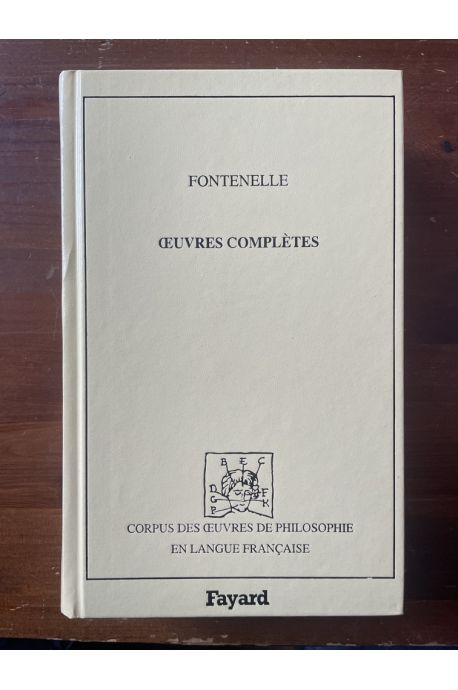 FONTENELLE
ŒUVRES COMPLÈTES
B E C
D F
G K
P
CORPUS DES ŒUVRES DE PHILOSOPHIE
EN LANGUE FRANÇAISE
Fayard